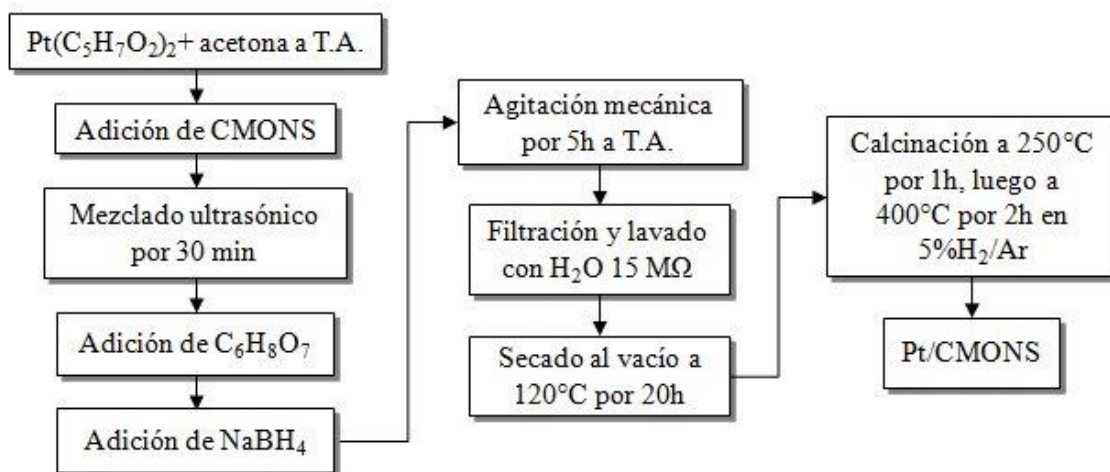 Pt(C₅H₇O₂)₂+ acetona a T.A.
Adición de CMONS
Mezclado ultrasónico
por 30 min
Adición de C₆H₈O₇
Adición de NaBH₄
Agitación mecánica
por 5h a T.A.
Filtración y lavado
con H₂O 15 MΩ
Secado al vacío a
120°C por 20h
Calcinación a 250°C
por 1h, luego a
400°C por 2h en
5%H₂/Ar
Pt/CMONS